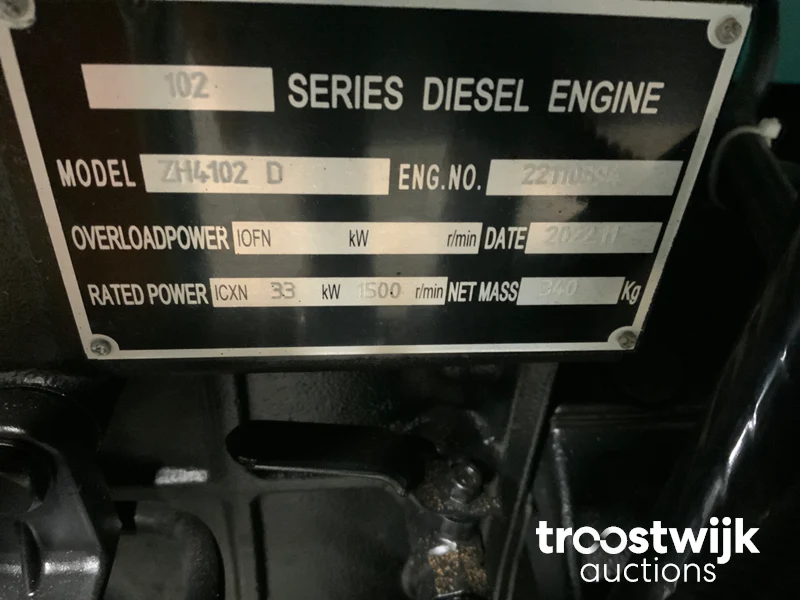 102 SERIES DIESEL ENGINE
MODEL ZH4102 D ENG.NO.
OVERLOADPOWER IOFN kW r/min DATE
RATED POWER ICXN 33 kW 1500 r/min NET MASS 340 Kg
troostwijk
auctions